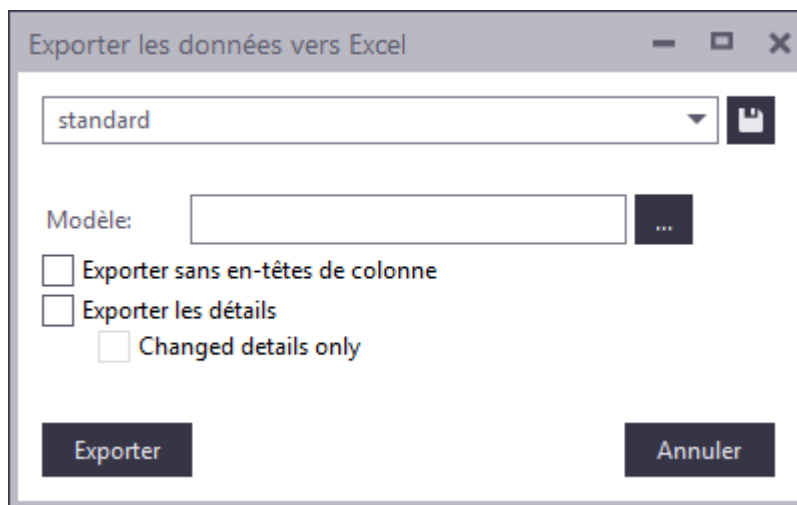 Exporter les données vers Excel
standard
Modèle:
...
Exporter sans en-têtes de colonne
Exporter les détails
Changed details only
Exporter
Annuler